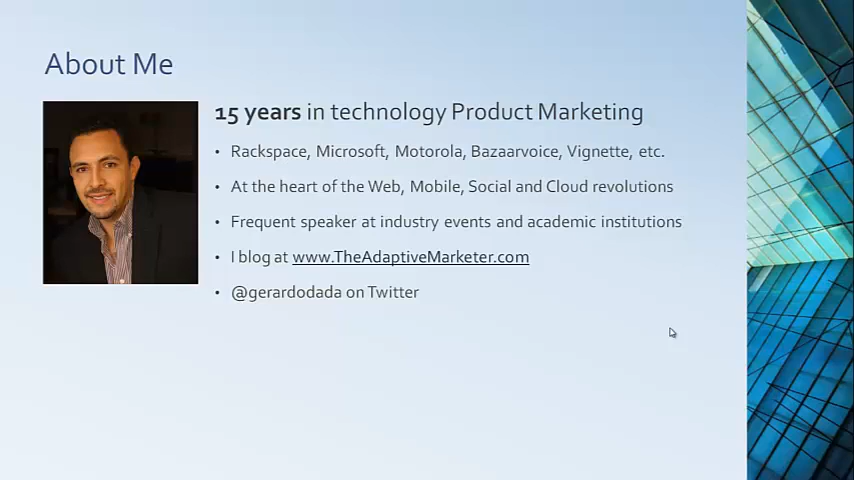 About Me
15 years in technology Product Marketing
• Rackspace, Microsoft, Motorola, Bazaarvoice, Vignette, etc.
• At the heart of the Web, Mobile, Social and Cloud revolutions
• Frequent speaker at industry events and academic institutions
• I blog at www.TheAdaptiveMarketer.com
• @gerardodada on Twitter